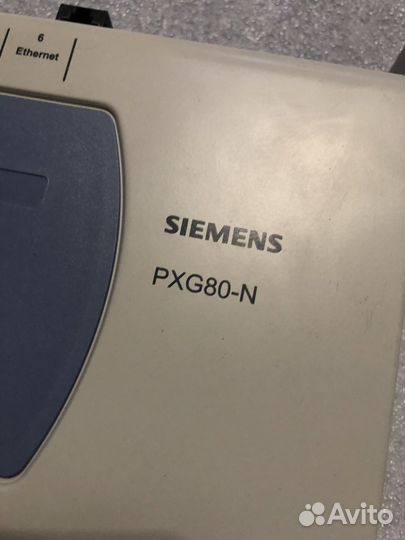 6
Ethernet
SIEMENS
PXG80-N
Avito